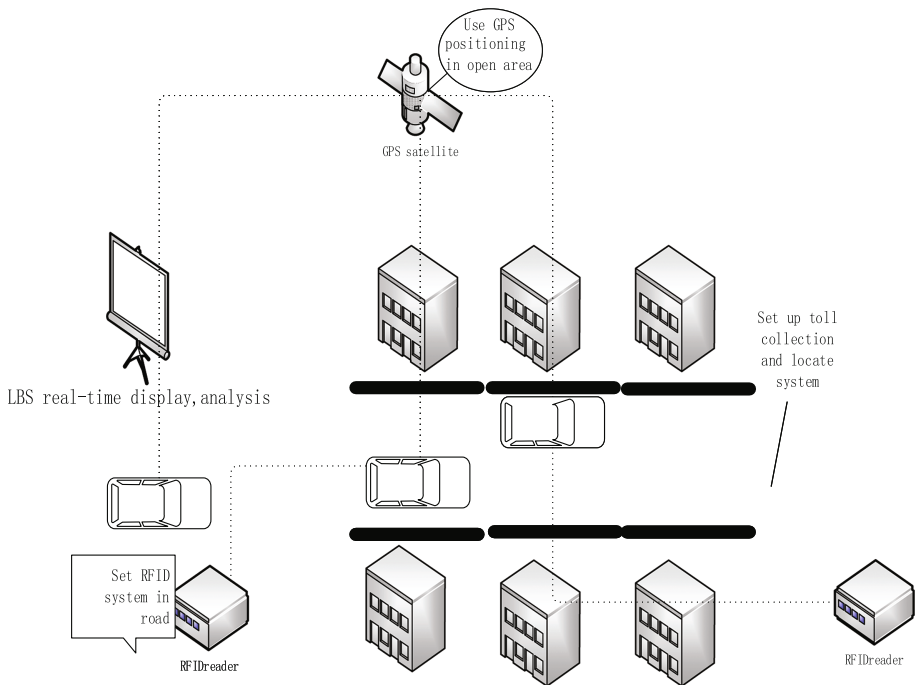 Use GPS
positioning
in open area
GPS satellite
Set up toll
collection
and locate
system
LBS real-time display,analysis
Set RFID
system in
road
RFIDreader
RFIDreader